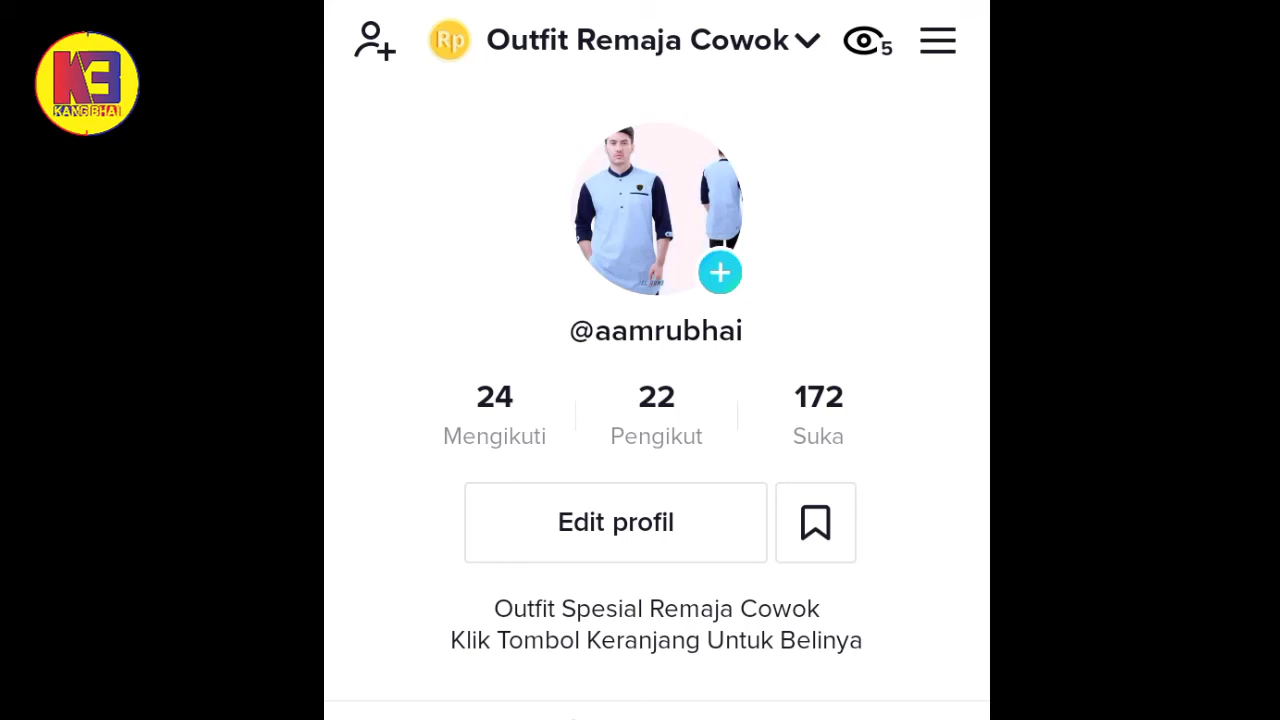 K3
KANG BHAI
Rp Outfit Remaja Cowok 5
@aamrubhai
24 22 172
Mengikuti Pengikut Suka
Edit profil
Outfit Spesial Remaja Cowok
Klik Tombol Keranjang Untuk Belinya